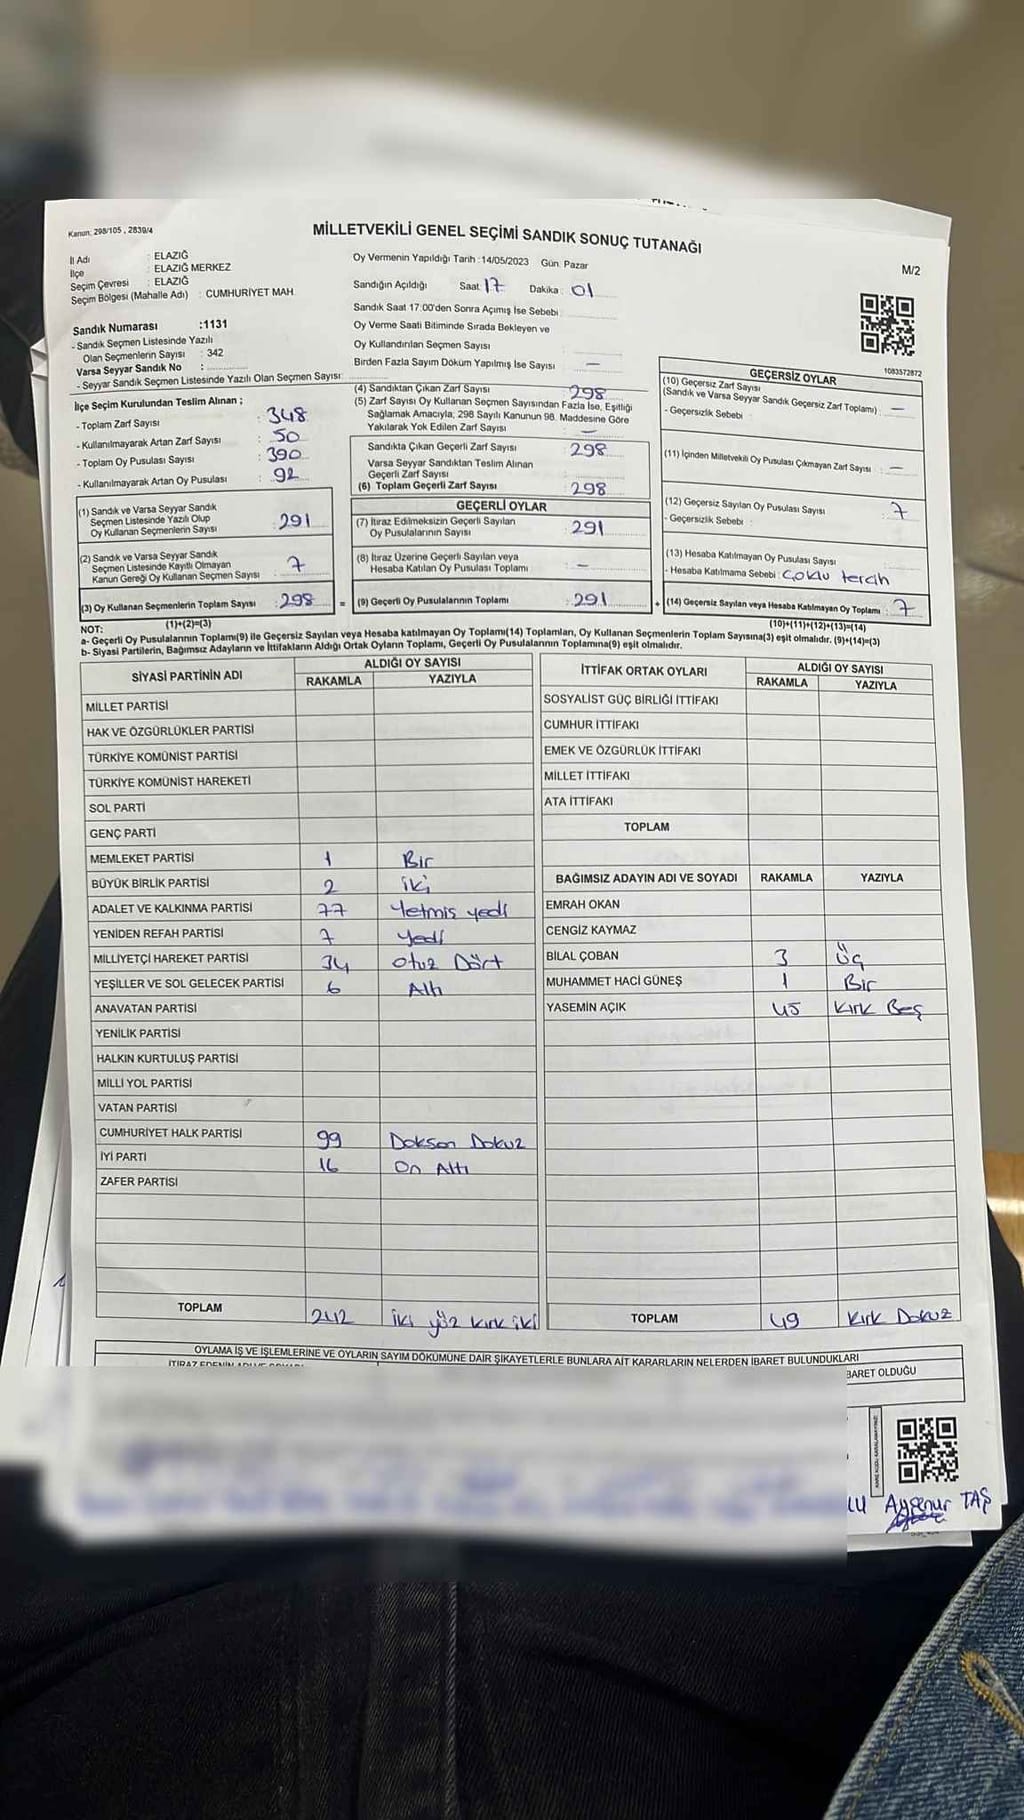 Kanun: 298/105 , 2839/4
MİLLETVEKİLİ GENEL SEÇİMİ SANDIK SONUÇ TUTANAĞI
M/2
İl Adı : ELAZIĞ
İlçe : ELAZIĞ MERKEZ
Seçim Çevresi : ELAZIĞ
Seçim Bölgesi (Mahalle Adı) : CUMHURİYET MAH.
Oy Vermenin Yapıldığı Tarih :14/05/2023 Gün: Pazar
Sandığın Açıldığı Saat: 17 Dakika: 01
Sandık Saat 17:00'den Sonra Açımış İse Sebebi :
Oy Verme Saati Bitiminde Sırada Bekleyen ve
Oy Kullandırılan Seçmen Sayısı
Birden Fazla Sayım Döküm Yapılmış İse Sayısı : —
Sandık Numarası :1131
- Sandık Seçmen Listesinde Yazılı
Olan Seçmenlerin Sayısı : 342
Varsa Seyyar Sandık No :
- Seyyar Sandık Seçmen Listesinde Yazılı Olan Seçmen Sayısı:
1083572872
İlçe Seçim Kurulundan Teslim Alınan ;
- Toplam Zarf Sayısı : 348
- Kullanılmayarak Artan Zarf Sayısı : 50
- Toplam Oy Pusulası Sayısı : 390
- Kullanılmayarak Artan Oy Pusulası : 92
(4) Sandıktan Çıkan Zarf Sayısı : 298
(5) Zarf Sayısı Oy Kullanan Seçmen Sayısından Fazla İse, Eşitliği
Sağlamak Amacıyla, 298 Sayılı Kanunun 98. Maddesine Göre
Yakılarak Yok Edilen Zarf Sayısı : —
Sandıkta Çıkan Geçerli Zarf Sayısı : 298
Varsa Seyyar Sandıktan Teslim Alınan
Geçerli Zarf Sayısı :
(6) Toplam Geçerli Zarf Sayısı : 298
GEÇERSİZ OYLAR
(10) Geçersiz Zarf Sayısı
(Sandık ve Varsa Seyyar Sandık Geçersiz Zarf Toplamı) : —
- Geçersizlik Sebebi :
(11) İçinden Milletvekili Oy Pusulası Çıkmayan Zarf Sayısı : —
(12) Geçersiz Sayılan Oy Pusulası Sayısı : 7
- Geçersizlik Sebebi :
(13) Hesaba Katılmayan Oy Pusulası Sayısı :
- Hesaba Katılmama Sebebi : Çoklu tercih
(14) Geçersiz Sayılan veya Hesaba Katılmayan Oy Toplamı : 7
(10)+(11)+(12)+(13)=(14)
(1) Sandık ve Varsa Seyyar Sandık
Seçmen Listesinde Yazılı Olup
Oy Kullanan Seçmenlerin Sayısı : 291
(2) Sandık ve Varsa Seyyar Sandık
Seçmen Listesinde Kayıtlı Olmayan
Kanun Gereği Oy Kullanan Seçmen Sayısı : 7
(3) Oy Kullanan Seçmenlerin Toplam Sayısı : 298 =
(1)+(2)=(3)
GEÇERLİ OYLAR
(7) İtiraz Edilmeksizin Geçerli Sayılan
Oy Pusulalarının Sayısı : 291
(8) İtiraz Üzerine Geçerli Sayılan veya
Hesaba Katılan Oy Pusulası Toplamı : —
(9) Geçerli Oy Pusulalarının Toplamı : 291 +
NOT:
a- Geçerli Oy Pusulalarının Toplamı(9) ile Geçersiz Sayılan veya Hesaba katılmayan Oy Toplamı(14) Toplamları, Oy Kullanan Seçmenlerin Toplam Sayısına(3) eşit olmalıdır. (9)+(14)=(3)
b- Siyasi Partilerin, Bağımsız Adayların ve İttifakların Aldığı Ortak Oyların Toplamı, Geçerli Oy Pusulalarının Toplamına(9) eşit olmalıdır.
SİYASİ PARTİNİN ADI ALDIĞI OY SAYISI
RAKAMLA YAZIYLA
MİLLET PARTİSİ
HAK VE ÖZGÜRLÜKLER PARTİSİ
TÜRKİYE KOMÜNİST PARTİSİ
TÜRKİYE KOMÜNİST HAREKETİ
SOL PARTİ
GENÇ PARTİ
MEMLEKET PARTİSİ 1 Bir
BÜYÜK BİRLİK PARTİSİ 2 iki
ADALET VE KALKINMA PARTİSİ 77 Yetmiş yedi
YENİDEN REFAH PARTİSİ 7 Yedi
MİLLİYETÇİ HAREKET PARTİSİ 34 Otuz Dört
YEŞİLLER VE SOL GELECEK PARTİSİ 6 Altı
ANAVATAN PARTİSİ
YENİLİK PARTİSİ
HALKIN KURTULUŞ PARTİSİ
MİLLİ YOL PARTİSİ
VATAN PARTİSİ
CUMHURİYET HALK PARTİSİ 99 Doksan Dokuz
İYİ PARTİ 16 On Altı
ZAFER PARTİSİ
TOPLAM 242 iki yüz kırk iki
İTTİFAK ORTAK OYLARI ALDIĞI OY SAYISI
RAKAMLA YAZIYLA
SOSYALİST GÜÇ BİRLİĞİ İTTİFAKI
CUMHUR İTTİFAKI
EMEK VE ÖZGÜRLÜK İTTİFAKI
MİLLET İTTİFAKI
ATA İTTİFAKI
TOPLAM
BAĞIMSIZ ADAYIN ADI VE SOYADI RAKAMLA YAZIYLA
EMRAH OKAN
CENGİZ KAYMAZ
BİLAL ÇOBAN 3 Üç
MUHAMMET HACİ GÜNEŞ 1 Bir
YASEMİN AÇIK 45 Kırk Beş
TOPLAM 49 Kırk Dokuz
OYLAMA İŞ VE İŞLEMLERİNE VE OYLARIN SAYIM DÖKÜMÜNE DAİR ŞİKAYETLERLE BUNLARA AİT KARARLARIN NELERDEN İBARET BULUNDUKLARI
BARET OLDUĞU
LU Ayşenur TAŞ